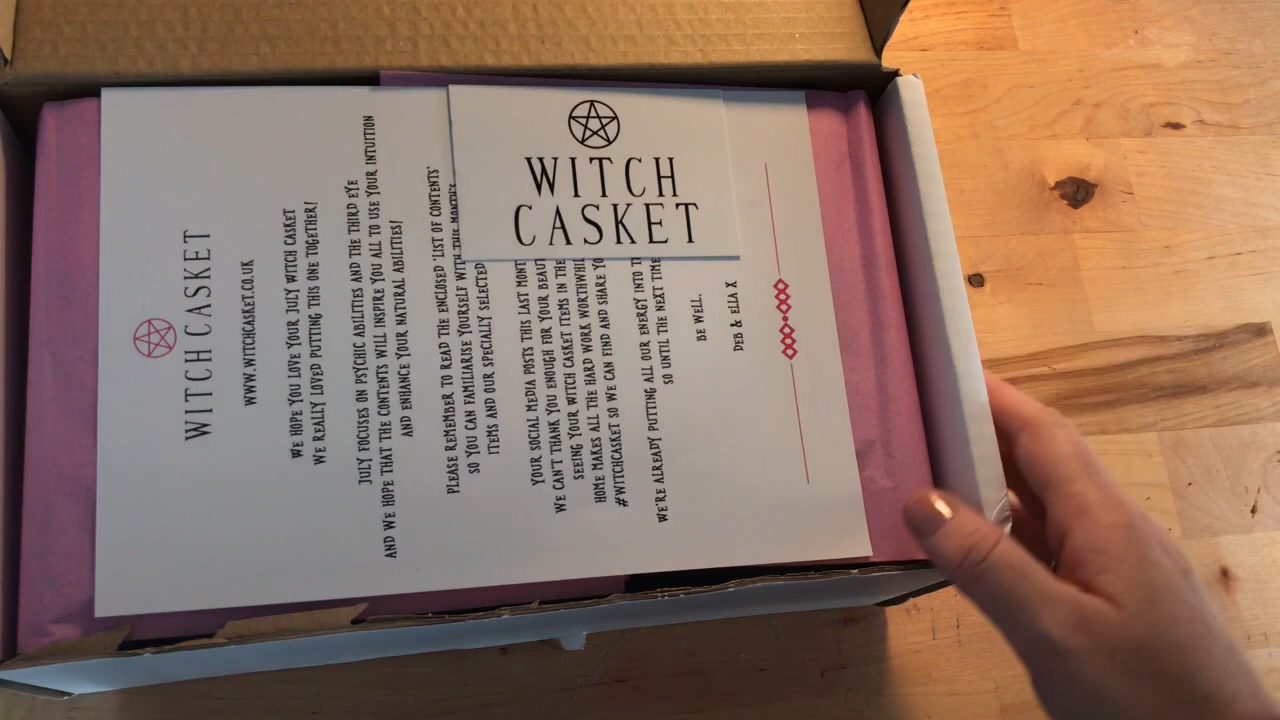 WITCH
CASKET
WITCH CASKET
WWW.WITCHCASKET.CO.UK
WE HOPE YOU LOVE YOUR JULY WITCH CASKET
WE REALLY LOVED PUTTING THIS ONE TOGETHER!
JULY FOCUSES ON PSYCHIC ABILITIES AND THE THIRD EYE
AND WE HOPE THAT THE CONTENTS WILL INSPIRE YOU ALL TO USE YOUR INTUITION
AND ENHANCE YOUR NATURAL ABILITIES!
PLEASE REMEMBER TO READ THE ENCLOSED 'LIST OF CONTENTS'
SO YOU CAN FAMILIARISE YOURSELF WITH THIS MONTH'S
ITEMS AND OUR SPECIALLY SELECTED
YOUR SOCIAL MEDIA POSTS THIS LAST
WE CAN'T THANK YOU ENOUGH FOR YOUR
SEEING YOUR WITCH CASKET ITEMS IN THE
HOME MAKES ALL THE HARD WORK
#WITCHCASKET SO WE CAN FIND AND SHARE
WE'RE ALREADY PUTTING ALL OUR ENERGY INTO
SO UNTIL THE NEXT TIME
BE WELL.
DEB & ELLA X